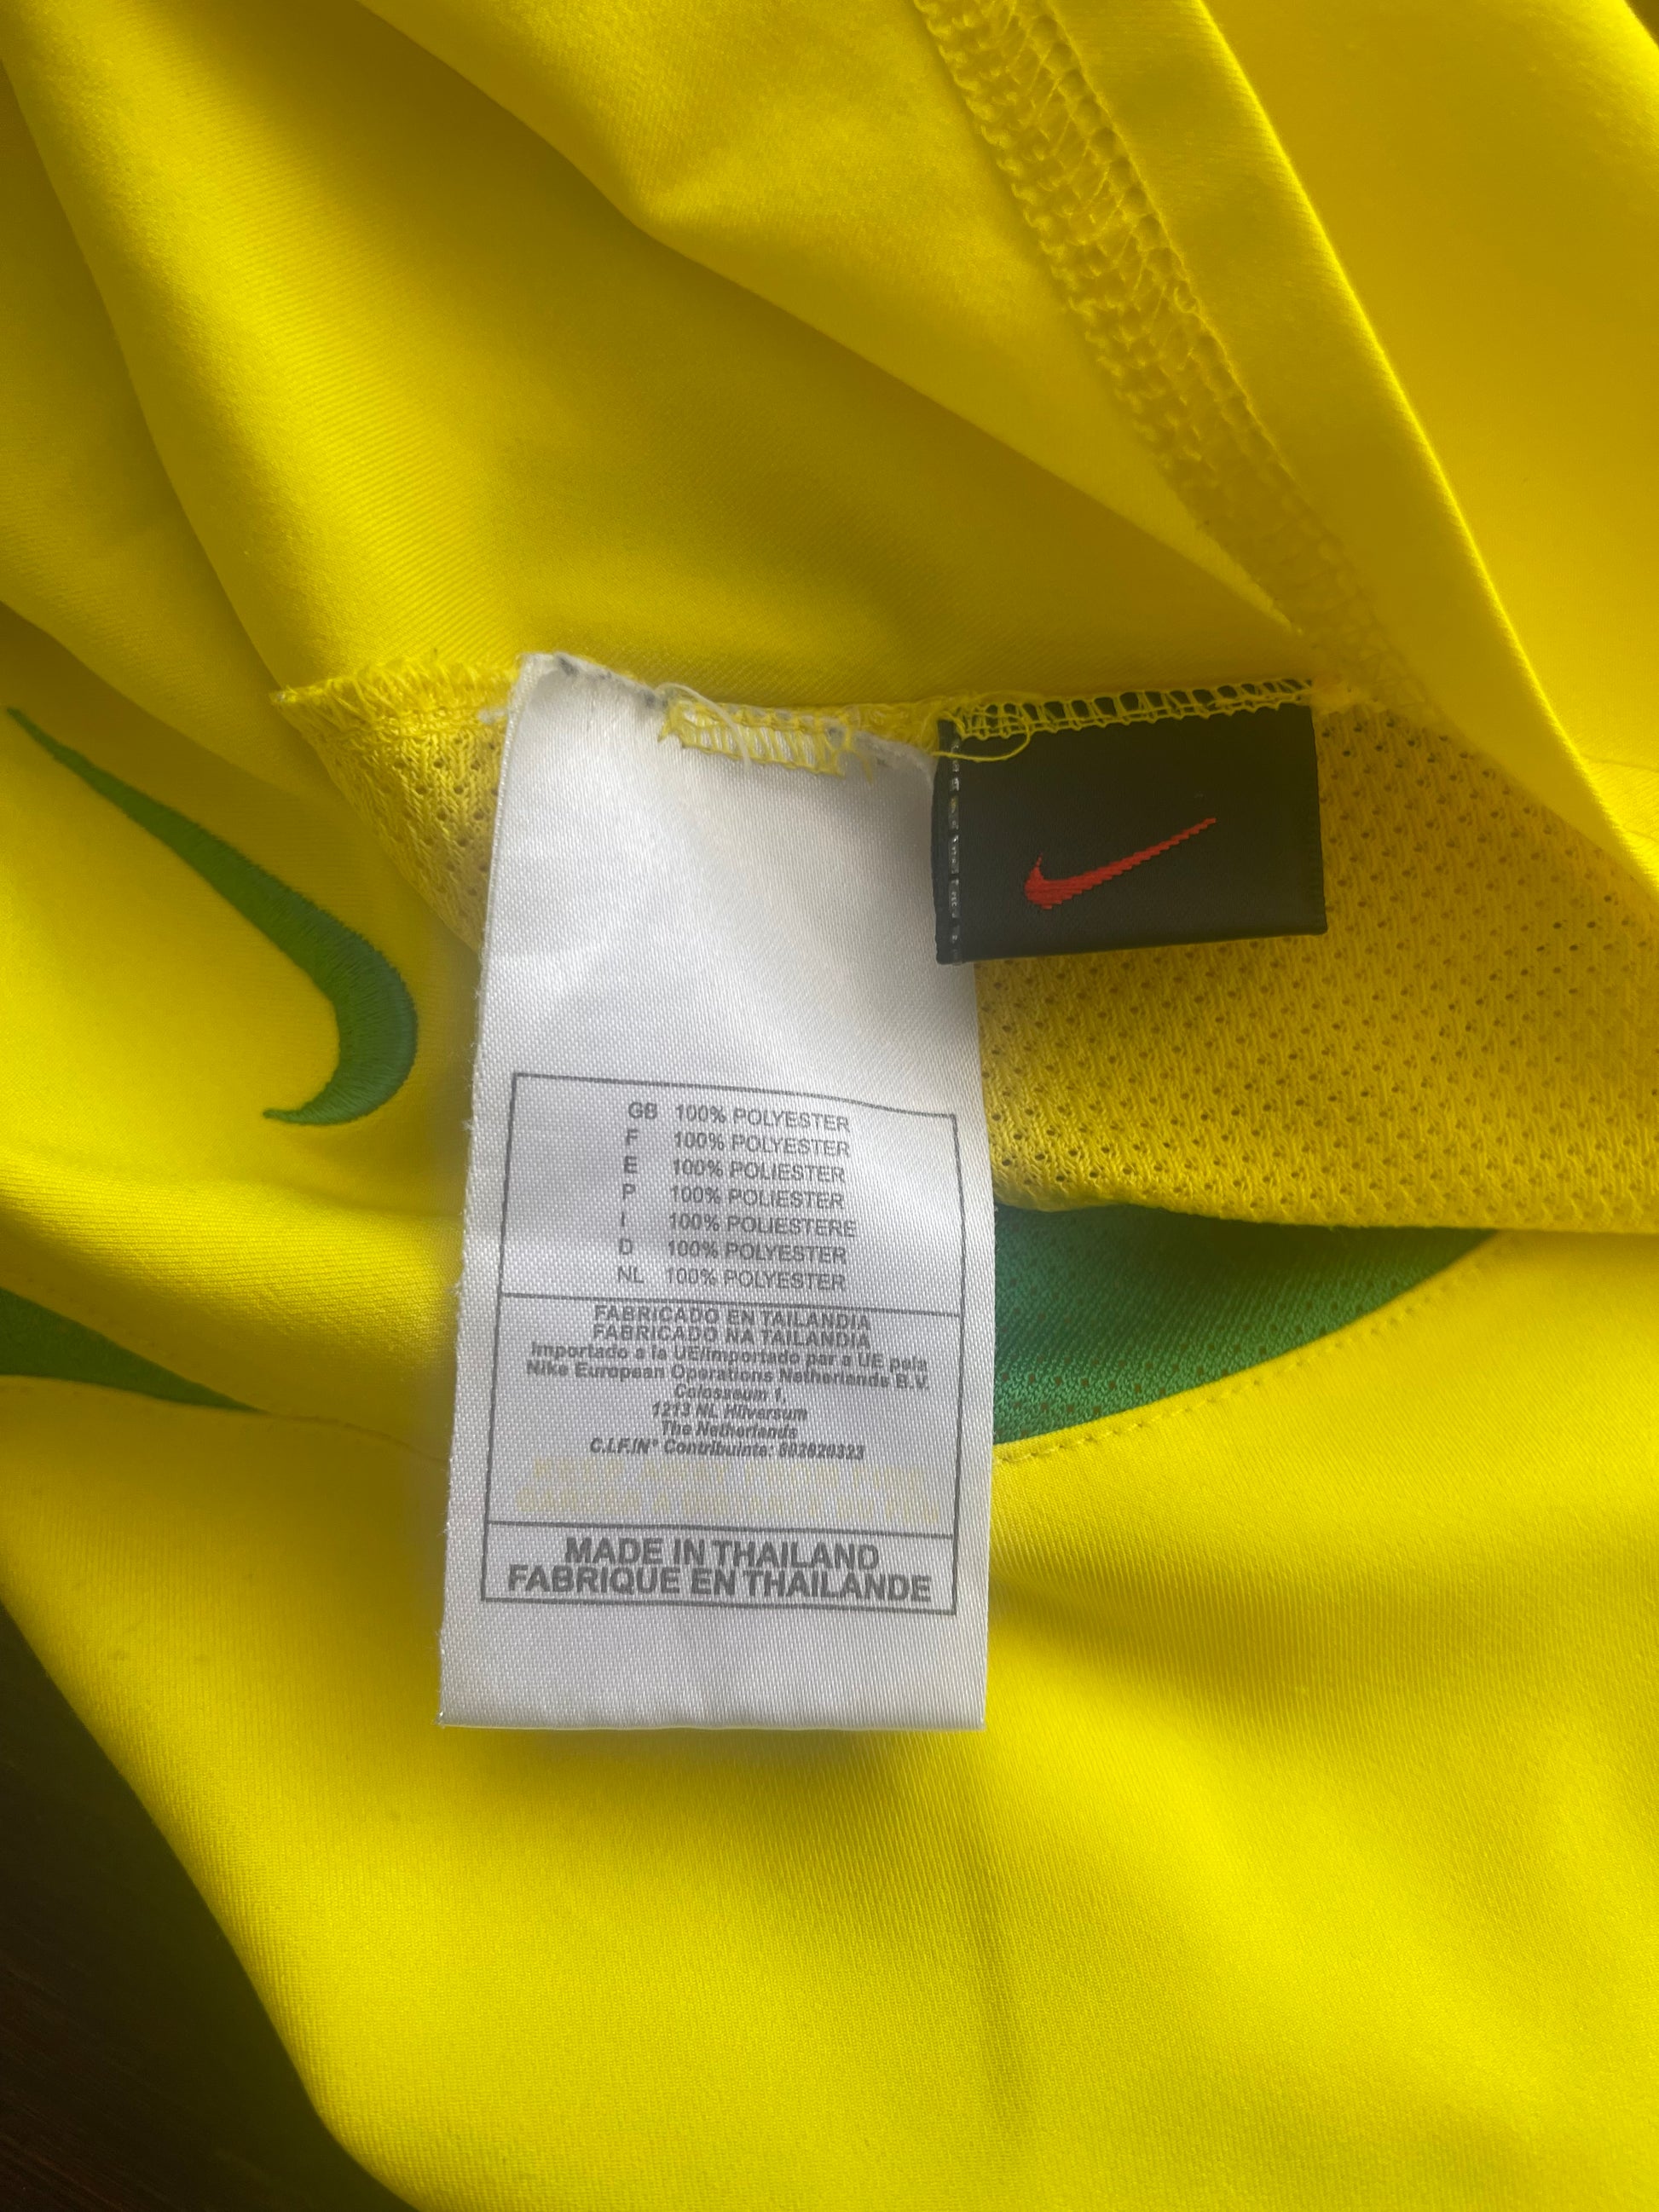 GB 100% POLYESTER
F 100% POLYESTER
E 100% POLIESTER
P 100% POLIESTER
I 100% POLIESTERE
D 100% POLYESTER
NL 100% POLYESTER
FABRICADO EN TAILANDIA
FABRICADO NA TAILANDIA
Importado a la UE/Importado par a UE pela
Nike European Operations Netherlands B.V.
Colosseum 1,
1213 NL Hilversum
The Netherlands
C.I.F./N° Contribuinte: 802620323
MADE IN THAILAND
FABRIQUE EN THAILANDE